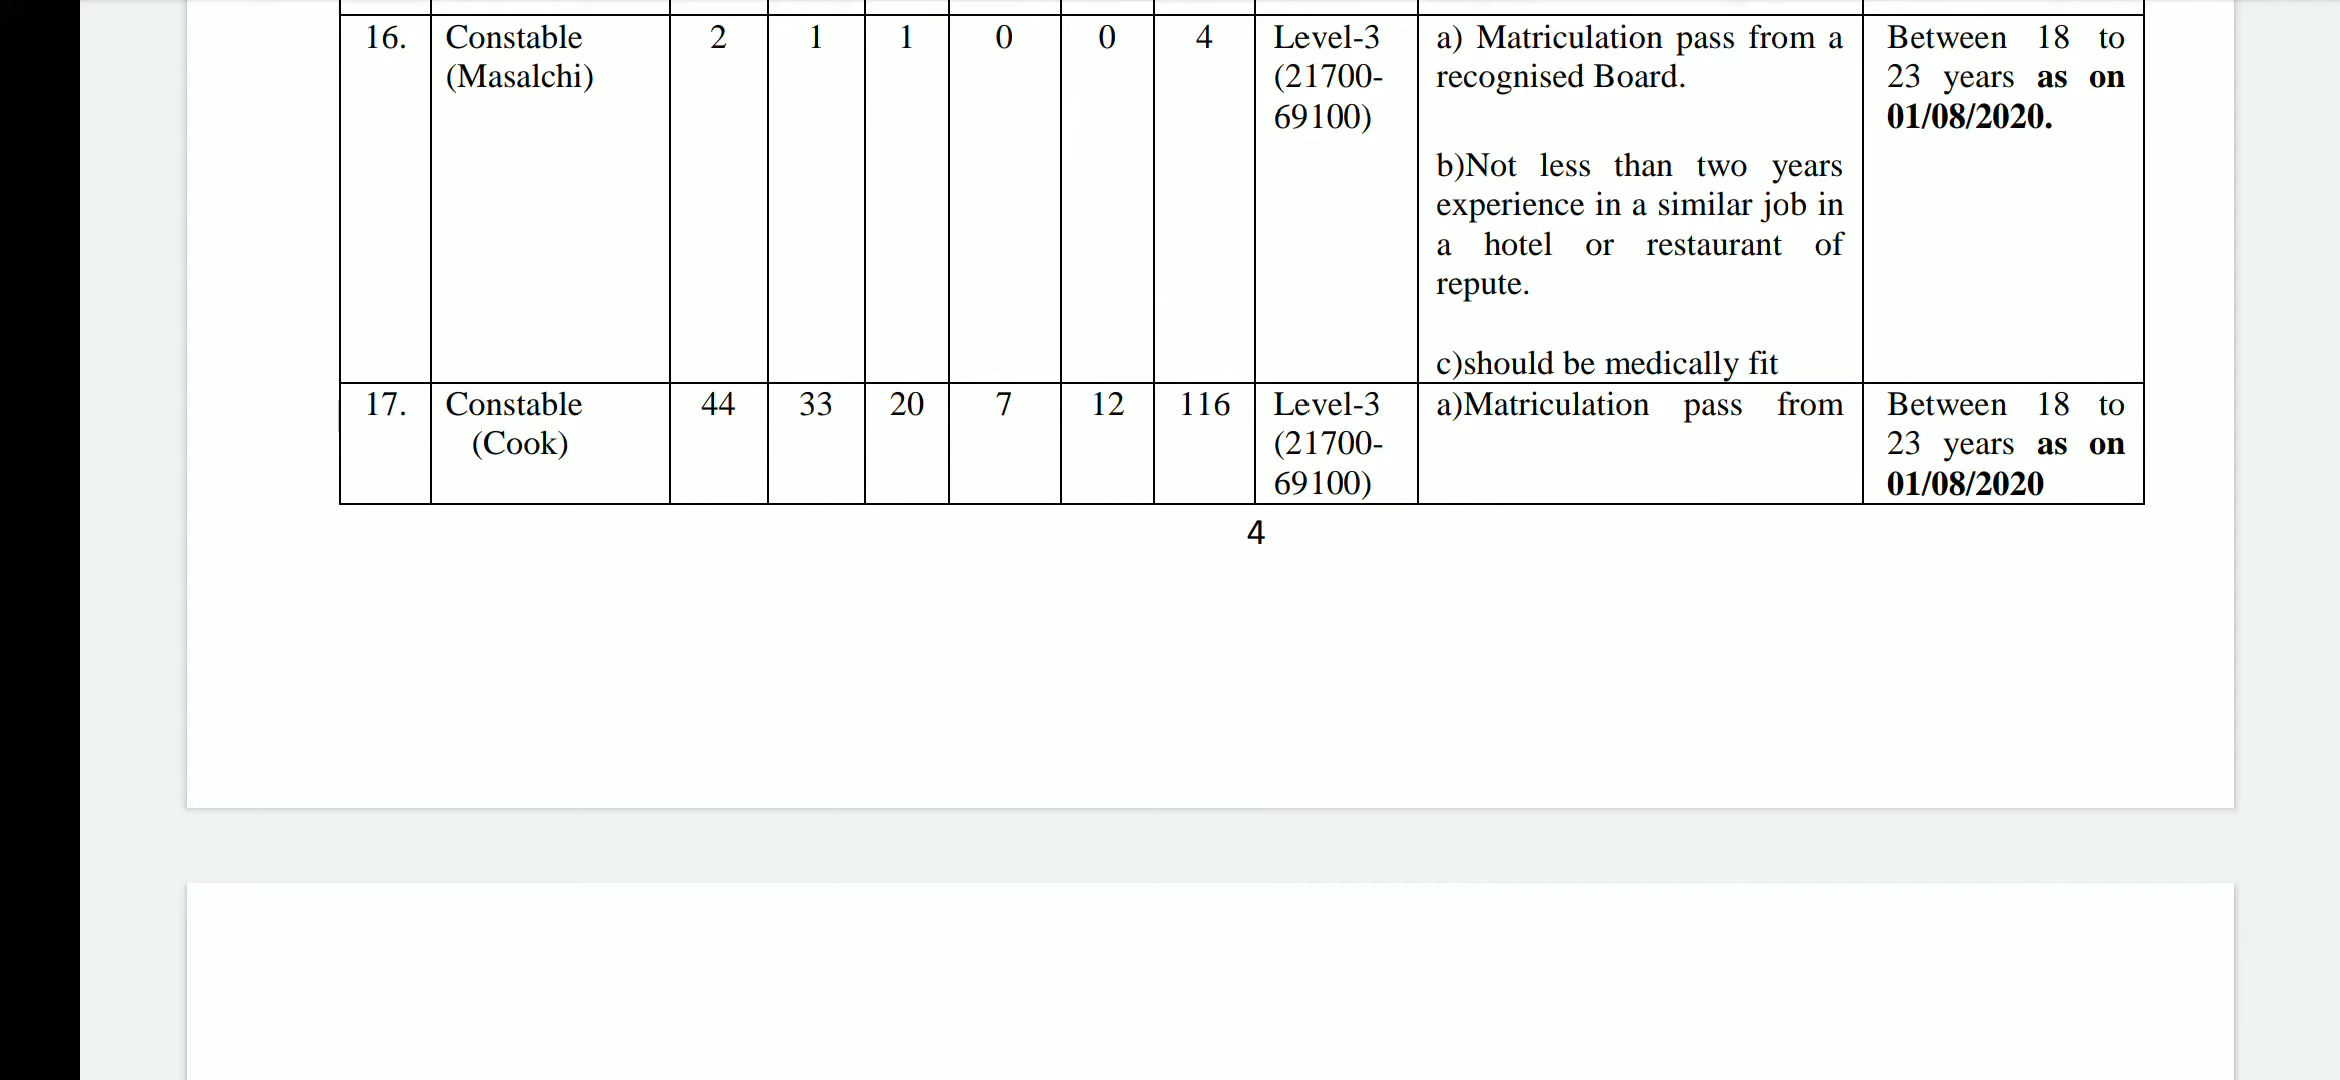 16. Constable 2 1 1 0 0 4 Level-3 a) Matriculation pass from a Between 18 to
(Masalchi) (21700- recognised Board. 23 years as on
69100) 01/08/2020.
b)Not less than two years
experience in a similar job in
a hotel or restaurant of
repute.
c)should be medically fit
17. Constable 44 33 20 7 12 116 Level-3 a)Matriculation pass from Between 18 to
(Cook) (21700- 23 years as on
69100) 01/08/2020
4